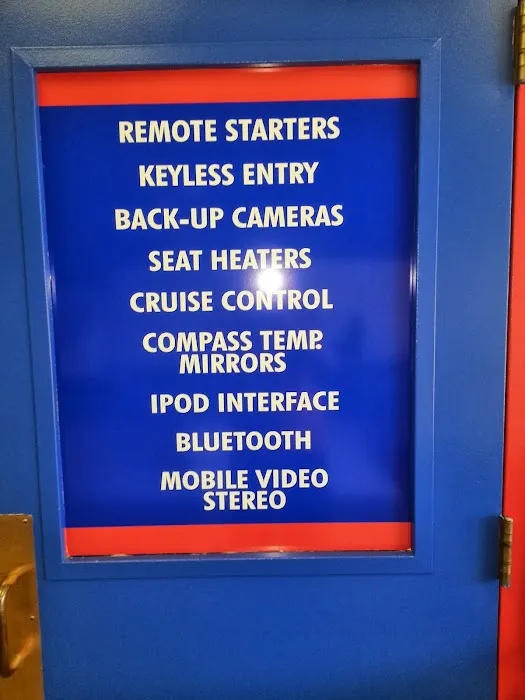 REMOTE STARTERS
KEYLESS ENTRY
BACK-UP CAMERAS
SEAT HEATERS
CRUISE CONTROL
COMPASS TEMP.
MIRRORS
IPOD INTERFACE
BLUETOOTH
MOBILE VIDEO
STEREO